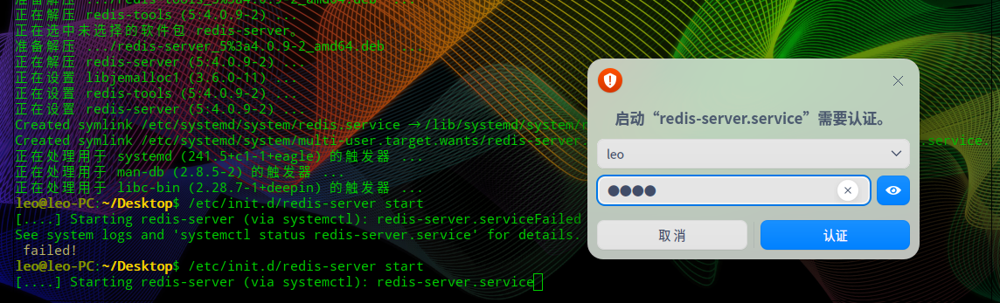 准备解压 .../redis-tools_5%3a4.0.9-2_amd64.deb ...
正在解压 redis-tools (5:4.0.9-2) ...
正在选中未选择的软件包 redis-server。
准备解压 .../redis-server_5%3a4.0.9-2_amd64.deb
正在解压 redis-server (5:4.0.9-2) ...
正在设置 libjemalloc1 (3.6.0-11) ...
正在设置 redis-tools (5:4.0.9-2) ...
正在设置 redis-server (5:4.0.9-2) ...
Created symlink /etc/systemd/system/redis.service → /lib/systemd/system/r
Created symlink /etc/systemd/system/multi-user.target.wants/redis-server. .service.
正在处理用于 systemd (241.5+c1-1+eagle) 的触发器 ...
正在处理用于 man-db (2.8.5-2) 的触发器 ...
正在处理用于 libc-bin (2.28.7-1+deepin) 的触发器 ...
leo@leo-PC:~/Desktop$ /etc/init.d/redis-server start
[....] Starting redis-server (via systemctl): redis-server.serviceFailed
See system logs and 'systemctl status redis-server.service' for details.
failed!
leo@leo-PC:~/Desktop$ /etc/init.d/redis-server start
[....] Starting redis-server (via systemctl): redis-server.service
启动“redis-server.service”需要认证。
leo
●●●●
取消
认证